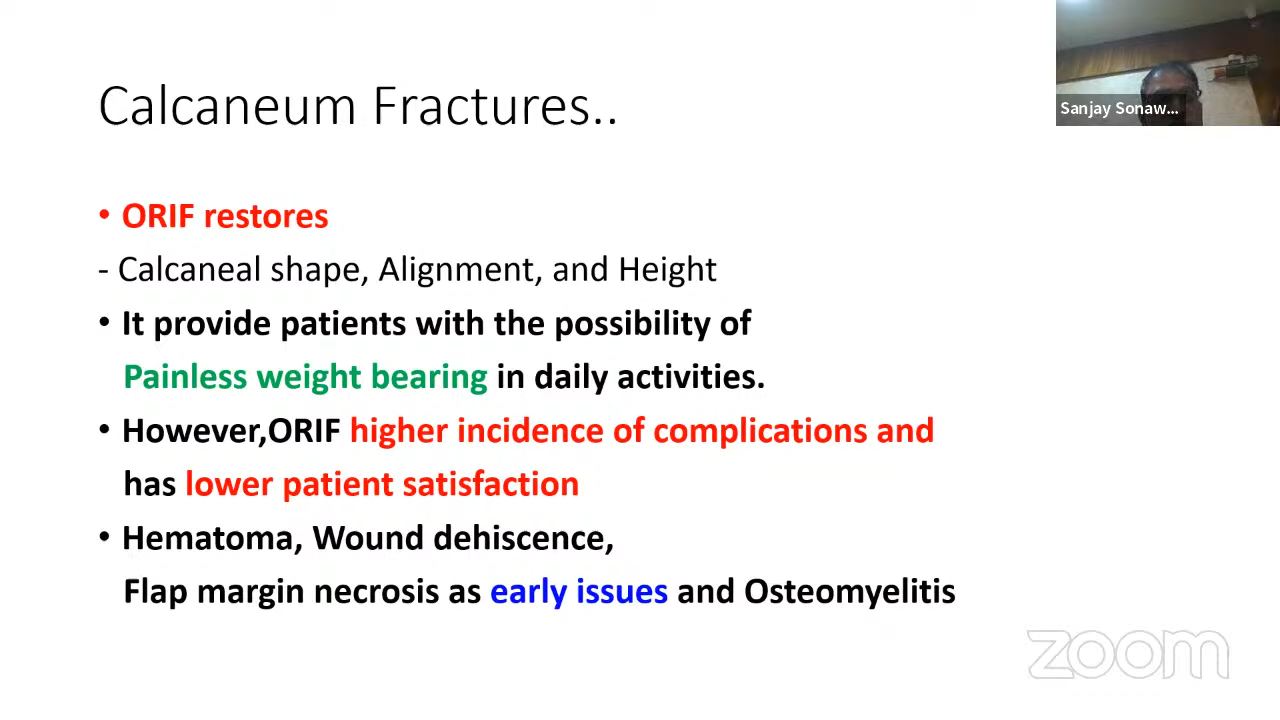 Sanjay Sonaw...
Calcaneum Fractures..
• ORIF restores
- Calcaneal shape, Alignment, and Height
• It provide patients with the possibility of
Painless weight bearing in daily activities.
• However,ORIF higher incidence of complications and
has lower patient satisfaction
• Hematoma, Wound dehiscence,
Flap margin necrosis as early issues and Osteomyelitis
zoom